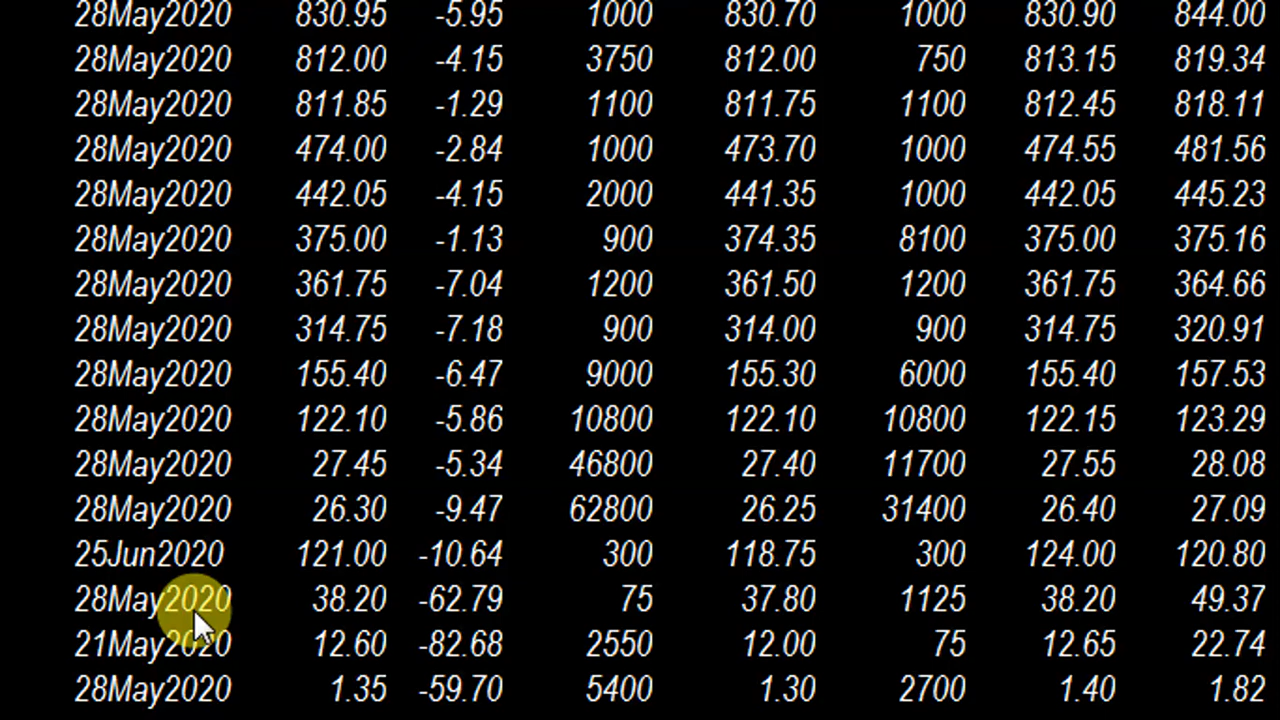 28May2020 830.95 -5.95 1000 830.70 1000 830.90 844.00
28May2020 812.00 -4.15 3750 812.00 750 813.15 819.34
28May2020 811.85 -1.29 1100 811.75 1100 812.45 818.11
28May2020 474.00 -2.84 1000 473.70 1000 474.55 481.56
28May2020 442.05 -4.15 2000 441.35 1000 442.05 445.23
28May2020 375.00 -1.13 900 374.35 8100 375.00 375.16
28May2020 361.75 -7.04 1200 361.50 1200 361.75 364.66
28May2020 314.75 -7.18 900 314.00 900 314.75 320.91
28May2020 155.40 -6.47 9000 155.30 6000 155.40 157.53
28May2020 122.10 -5.86 10800 122.10 10800 122.15 123.29
28May2020 27.45 -5.34 46800 27.40 11700 27.55 28.08
28May2020 26.30 -9.47 62800 26.25 31400 26.40 27.09
25Jun2020 121.00 -10.64 300 118.75 300 124.00 120.80
28May2020 38.20 -62.79 75 37.80 1125 38.20 49.37
21May2020 12.60 -82.68 2550 12.00 75 12.65 22.74
28May2020 1.35 -59.70 5400 1.30 2700 1.40 1.82